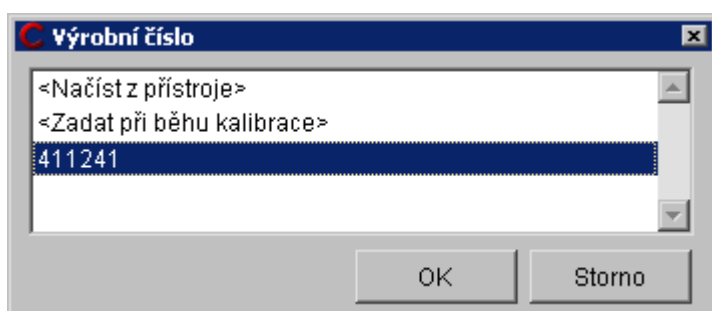 Výrobní číslo
<Načíst z přístroje>
<Zadat při běhu kalibrace>
411241
OK Storno